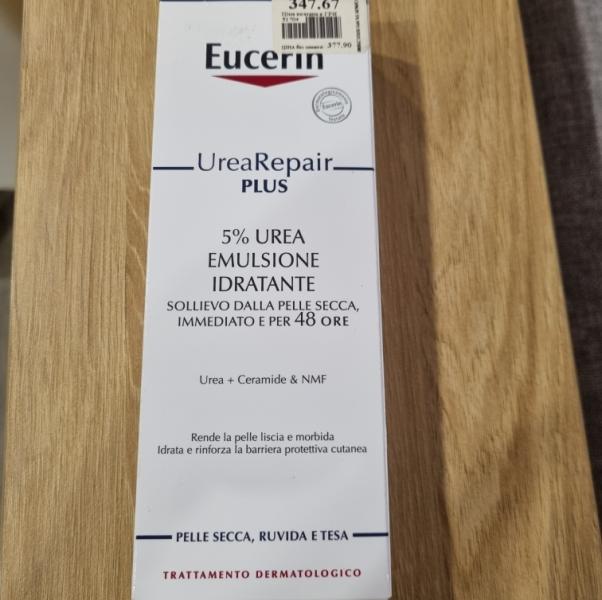 347.67
Eucerin
Eucerin
UreaRepair
PLUS
5% UREA
EMULSIONE
IDRATANTE
SOLLIEVO DALLA PELLE SECCA,
IMMEDIATO E PER 48 ORE
Urea + Ceramide & NMF
Rende la pelle liscia e morbida
Idrata e rinforza la barriera protettiva cutanea
PELLE SECCA, RUVIDA E TESA
TRATTAMENTO DERMATOLOGICO